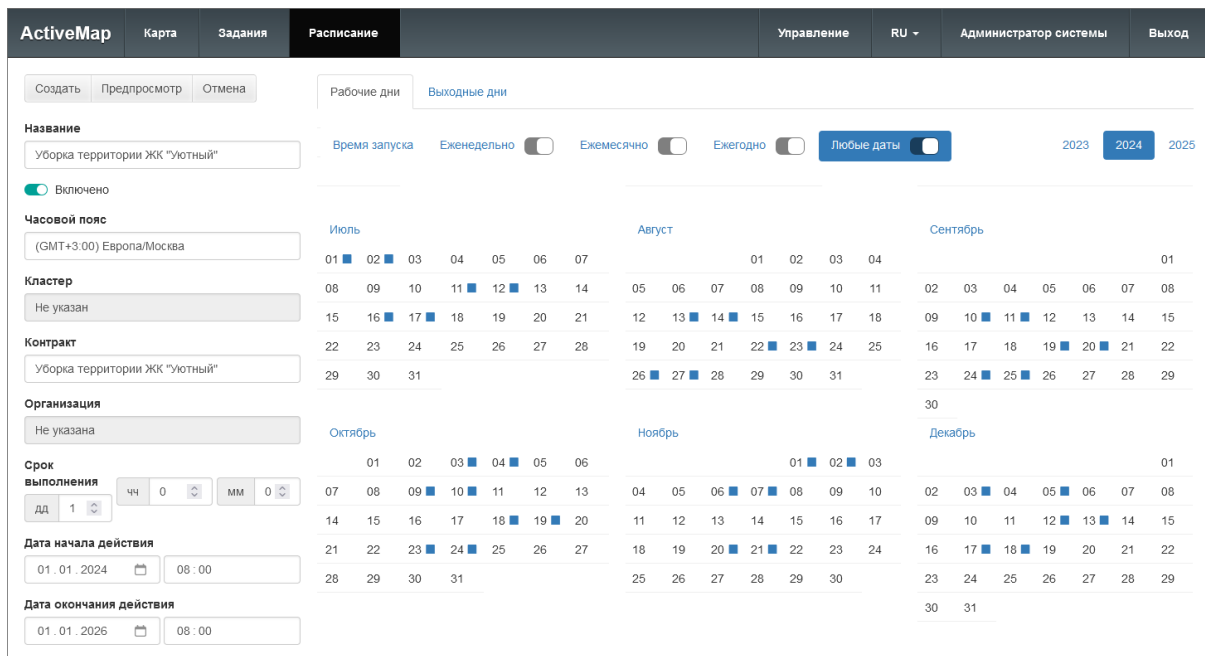 ActiveMap Карта Задания Расписание Управление RU Администратор системы Выход
Создать Предпросмотр Отмена
Рабочие дни Выходные дни
Название
Уборка территории ЖК "Уютный"
Включено
Часовой пояс
(GMT+3:00) Европа/Москва
Кластер
Не указан
Контракт
Уборка территории ЖК "Уютный"
Организация
Не указана
Срок
выполнения
дд 1 чч 0 мм 0
Дата начала действия
01.01.2024 08:00
Дата окончания действия
01.01.2026 08:00
Время запуска Еженедельно Ежемесячно Ежегодно Любые даты 2023 2024 2025
Июль
01 02 03 04 05 06 07
08 09 10 11 12 13 14
15 16 17 18 19 20 21
22 23 24 25 26 27 28
29 30 31
Август
01 02 03 04
05 06 07 08 09 10 11
12 13 14 15 16 17 18
19 20 21 22 23 24 25
26 27 28 29 30 31
Сентябрь
01
02 03 04 05 06 07 08
09 10 11 12 13 14 15
16 17 18 19 20 21 22
23 24 25 26 27 28 29
30
Октябрь
01 02 03 04 05 06
07 08 09 10 11 12 13
14 15 16 17 18 19 20
21 22 23 24 25 26 27
28 29 30 31
Ноябрь
01 02 03
04 05 06 07 08 09 10
11 12 13 14 15 16 17
18 19 20 21 22 23 24
25 26 27 28 29 30
Декабрь
01
02 03 04 05 06 07 08
09 10 11 12 13 14 15
16 17 18 19 20 21 22
23 24 25 26 27 28 29
30 31